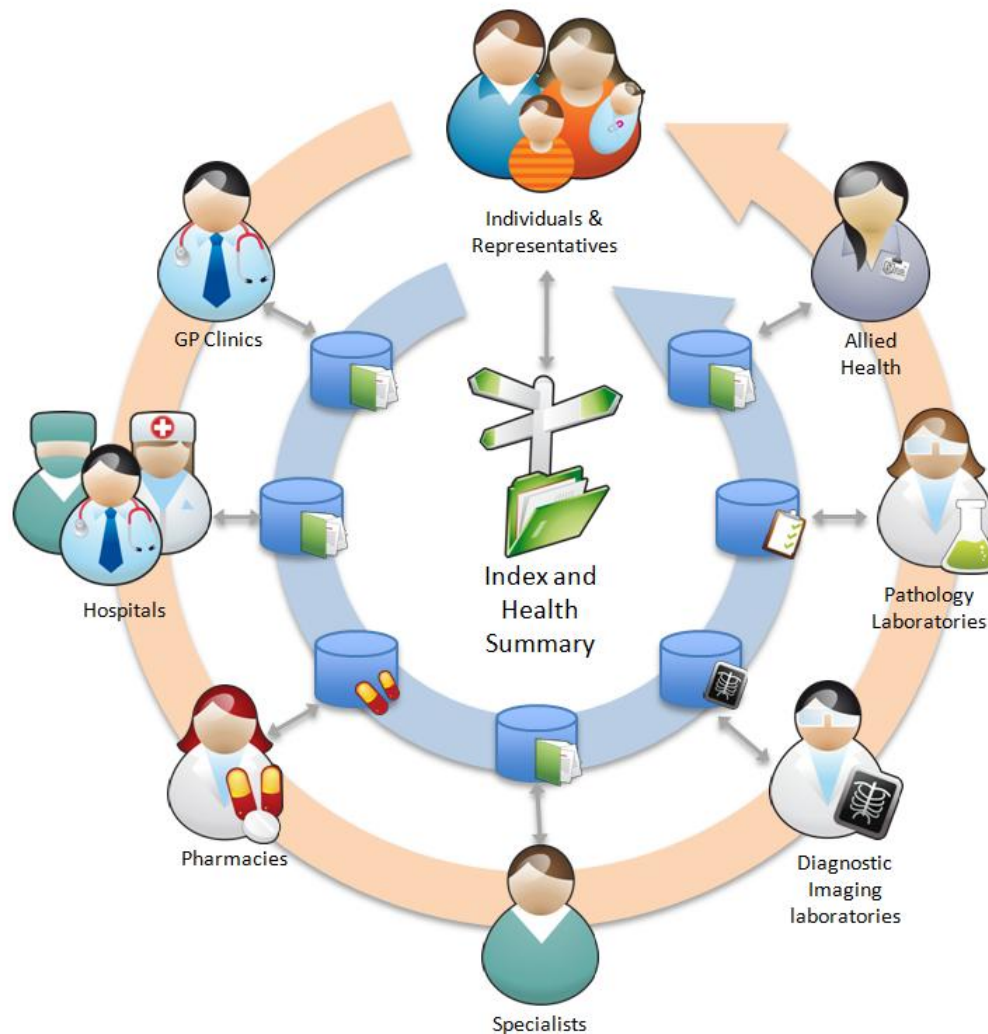 Individuals &
Representatives
GP Clinics
Allied
Health
Hospitals
Index and
Health
Summary
Pathology
Laboratories
Pharmacies
Diagnostic
Imaging
laboratories
Specialists